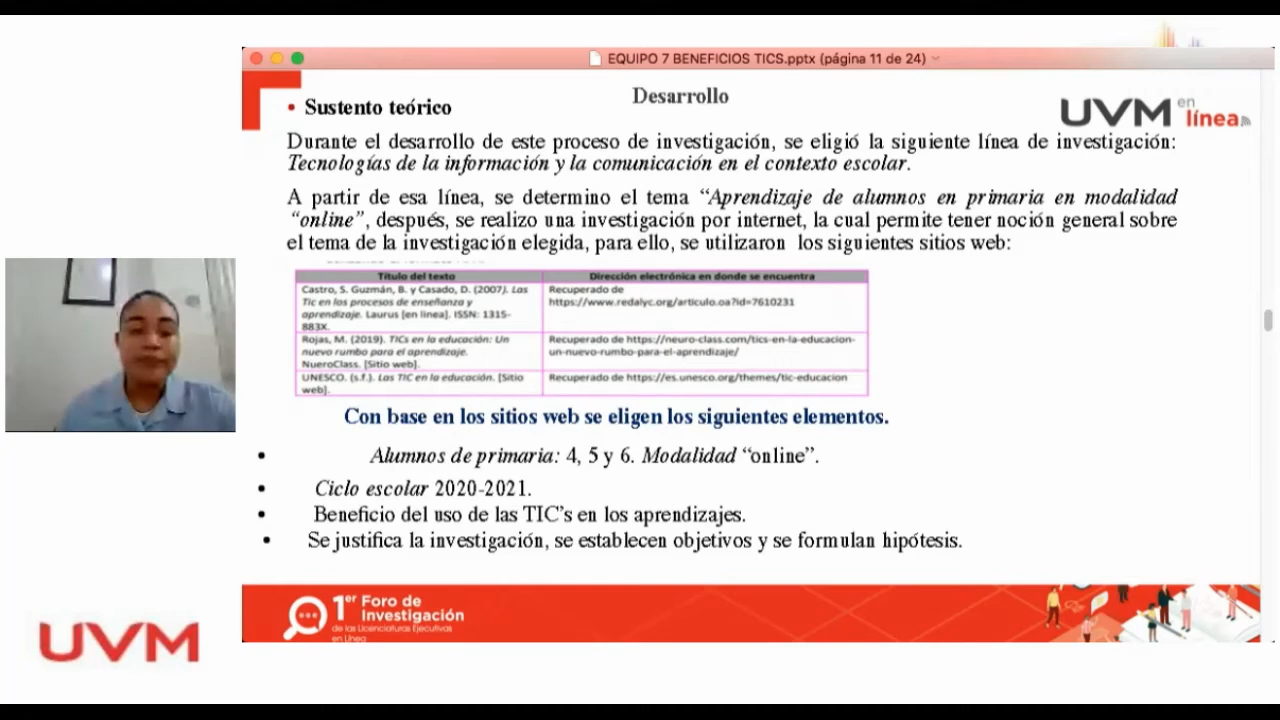 EQUIPO 7 BENEFICIOS TICS.pptx (página 11 de 24)
Desarrollo
• Sustento teórico
UVM en línea
Durante el desarrollo de este proceso de investigación, se eligió la siguiente línea de investigación:
Tecnologías de la información y la comunicación en el contexto escolar.
A partir de esa línea, se determino el tema “Aprendizaje de alumnos en primaria en modalidad
“online”, después, se realizo una investigación por internet, la cual permite tener noción general sobre
el tema de la investigación elegida, para ello, se utilizaron los siguientes sitios web:
Título del texto
Dirección electrónica en donde se encuentra
Castro, S. Guzmán, B. y Casado, D. (2007). Las
Tic en los procesos de enseñanza y
aprendizaje. Laurus [en línea]. ISSN: 1315-
883X.
Recuperado de
https://www.redalyc.org/articulo.oa?id=7610231
Rojas, M. (2019). TICs en la educación: Un
nuevo rumbo para el aprendizaje.
NueroClass. [Sitio web].
Recuperado de https://neuro-class.com/tics-en-la-educacion-
un-nuevo-rumbo-para-el-aprendizaje/
UNESCO. (s.f.). Las TIC en la educación. [Sitio
web].
Recuperado de https://es.unesco.org/themes/tic-educacion
Con base en los sitios web se eligen los siguientes elementos.
• Alumnos de primaria: 4, 5 y 6. Modalidad “online”.
• Ciclo escolar 2020-2021.
• Beneficio del uso de las TIC’s en los aprendizajes.
• Se justifica la investigación, se establecen objetivos y se formulan hipótesis.
1er Foro de
Investigación
de las Licenciaturas Ejecutivas
en Línea
UVM